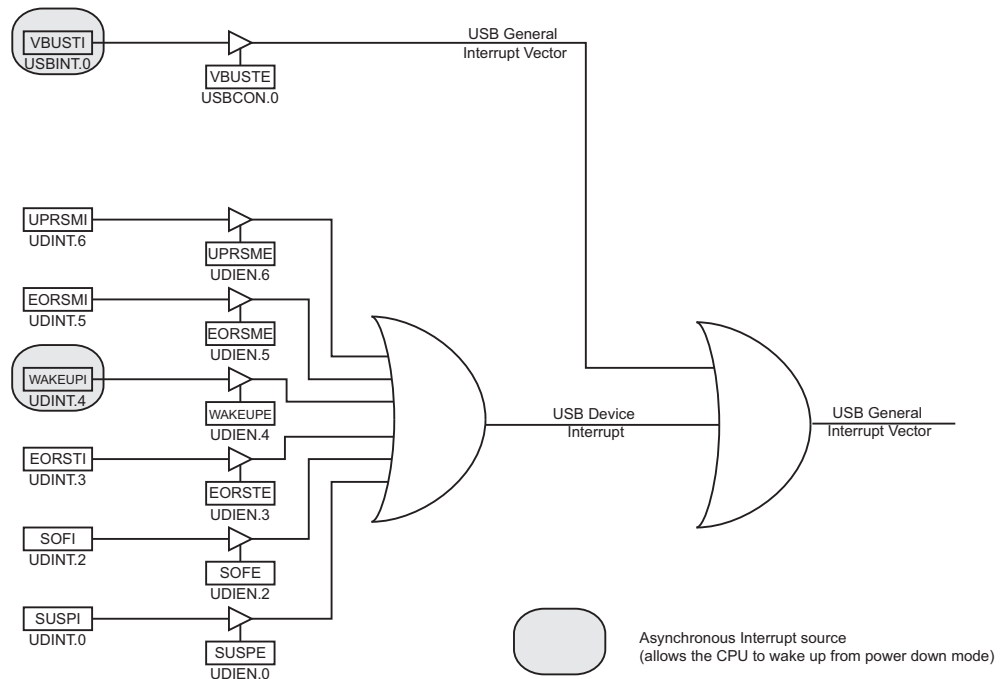 VBUSTI
USBINT.0
VBUSTE
USBCON.0
USB General
Interrupt Vector
UPRSMI
UDINT.6
UPRSME
UDIEN.6
EORSMI
UDINT.5
EORSME
UDIEN.5
WAKEUPI
UDINT.4
WAKEUPE
UDIEN.4
EORSTI
UDINT.3
EORSTE
UDIEN.3
SOFI
UDINT.2
SOFE
UDIEN.2
SUSPI
UDINT.0
SUSPE
UDIEN.0
USB Device
Interrupt
USB General
Interrupt Vector
Asynchronous Interrupt source
(allows the CPU to wake up from power down mode)